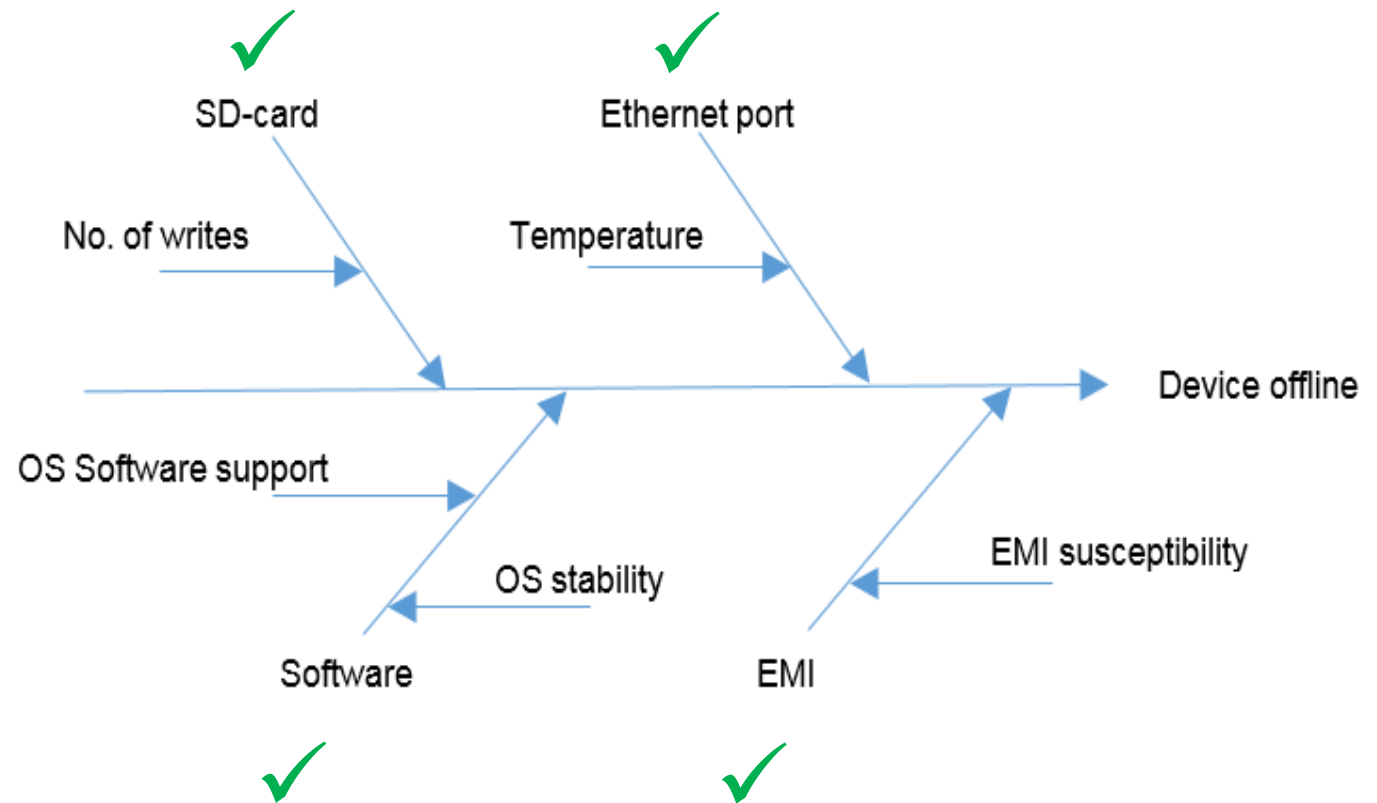 SD-card
Ethernet port
No. of writes
Temperature
Device offline
OS Software support
EMI susceptibility
OS stability
Software
EMI